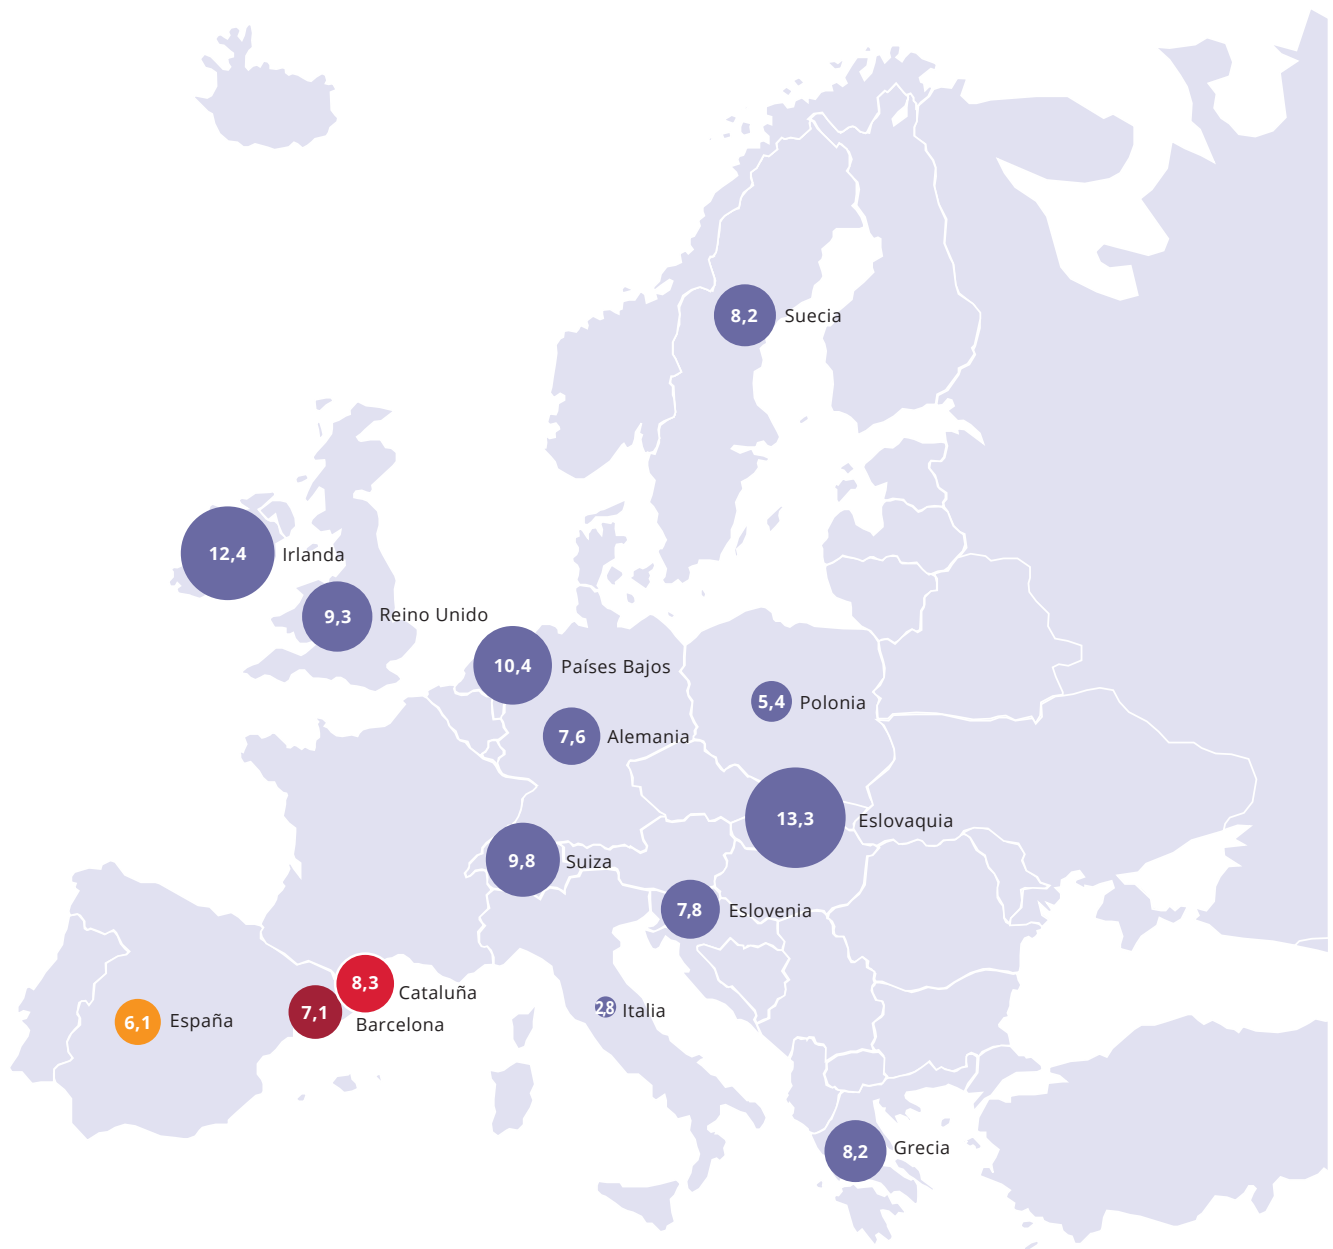 8,2 Suecia
12,4 Irlanda
9,3 Reino Unido
10,4 Países Bajos
5,4 Polonia
7,6 Alemania
13,3 Eslovaquia
9,8 Suiza
7,8 Eslovenia
8,3 Cataluña
7,1 Barcelona
2,8 Italia
6,1 España
8,2 Grecia